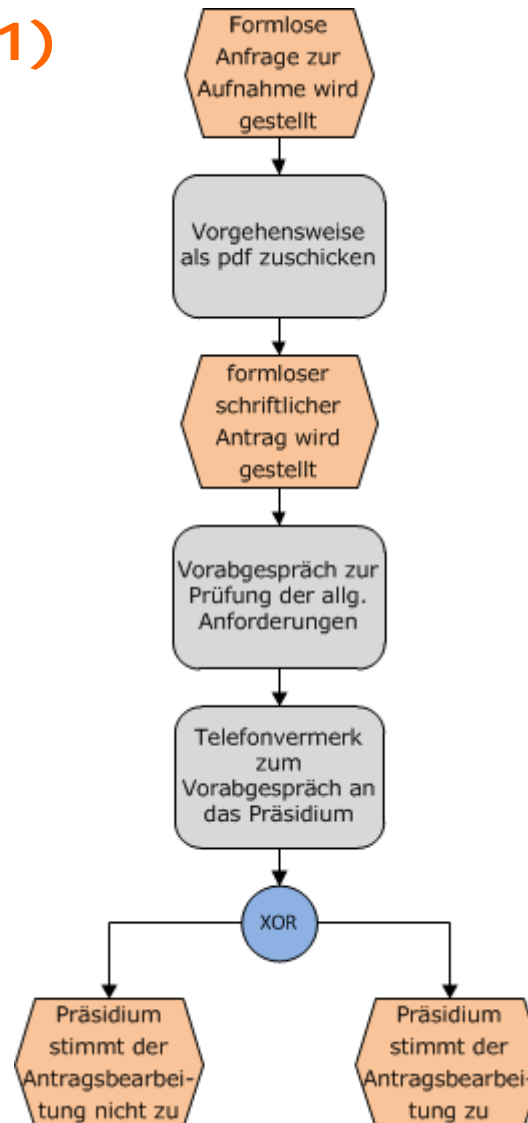 1)
Formlose
Anfrage zur
Aufnahme wird
gestellt
Vorgehensweise
als pdf zuschicken
formloser
schriftlicher
Antrag wird
gestellt
Vorabgespräch zur
Prüfung der allg.
Anforderungen
Telefonvermerk
zum
Vorabgespräch an
das Präsidium
XOR
Präsidium
stimmt der
Antragsbearbei-
tung nicht zu
Präsidium
stimmt der
Antragsbearbei-
tung zu